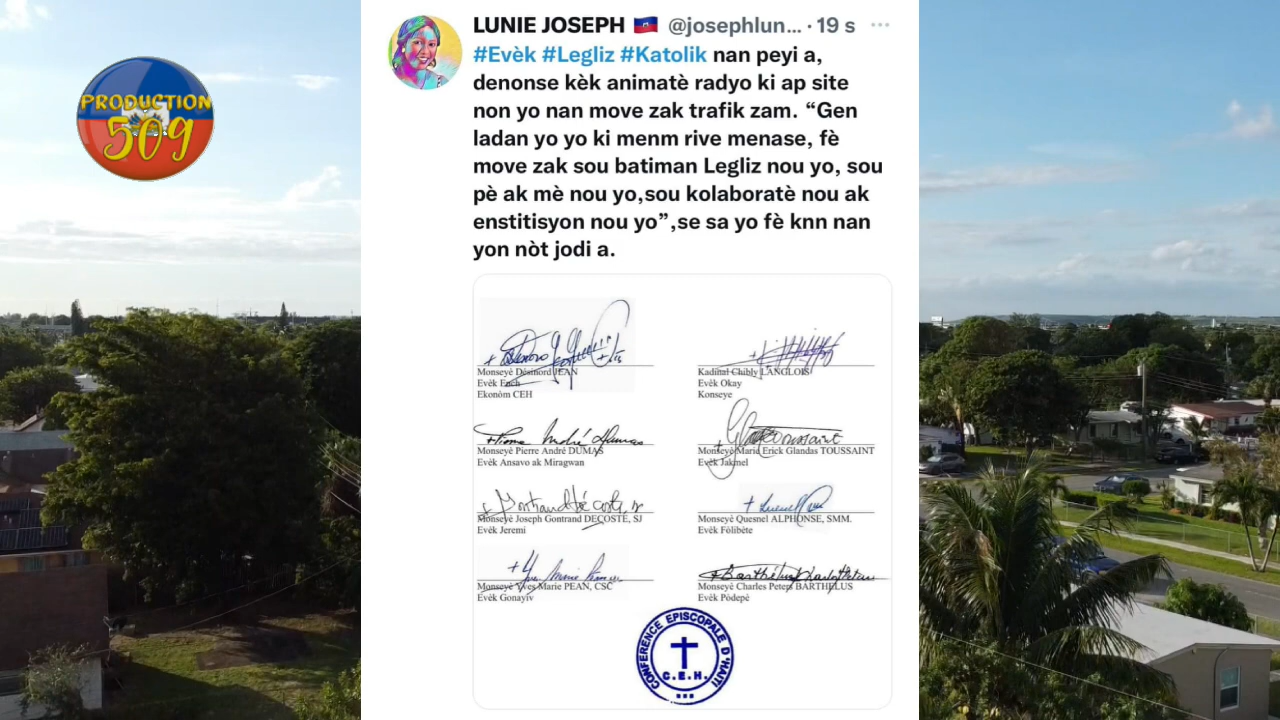 PRODUCTION
509
LUNIE JOSEPH 🇭🇹 @josephlun... · 19 s ...
#Evèk #Legliz #Katolik nan peyi a,
denonse kèk animatè radyo ki ap site
non yo nan move zak trafik zam. “Gen
ladan yo yo ki menm rive menase, fè
move zak sou batiman Legliz nou yo, sou
pè ak mè nou yo,sou kolaboratè nou ak
enstitisyon nou yo”,se sa yo fè knn nan
yon nòt jodi a.
Monseyè Désinord JEAN
Evèk Ench
Ekonòm CEH
Kadinal Chibly LANGLOIS
Evèk Okay
Konseye
Monseyè Pierre André DUMAS
Evèk Ansavo ak Miragwan
Monseyè Marie Erick Glandas TOUSSAINT
Evèk Jakmel
Monseyè Joseph Gontrand DECOSTE, SJ
Evèk Jeremi
Monseyè Quesnel ALPHONSE, SMM.
Evèk Fòlibète
Monseyè Yves Marie PEAN, CSC
Evèk Gonayiv
Monseyè Charles Peters BARTHELUS
Evèk Pòdepè
CONFERENCE EPISCOPALE D'HAITI
C.E.H.